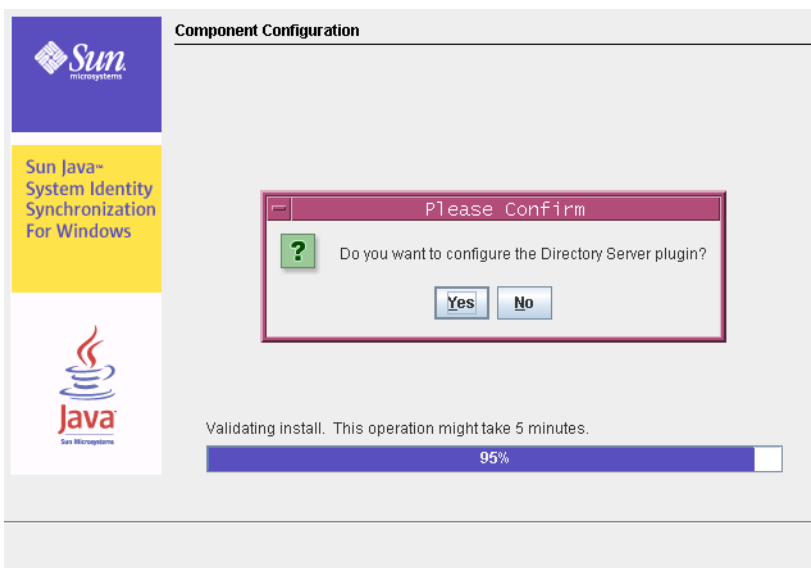 Component Configuration
Sun
microsystems
Sun Java™
System Identity
Synchronization
For Windows
Please Confirm
?
Do you want to configure the Directory Server plugin?
Yes No
Java
Sun Microsystems
Validating install. This operation might take 5 minutes.
95%